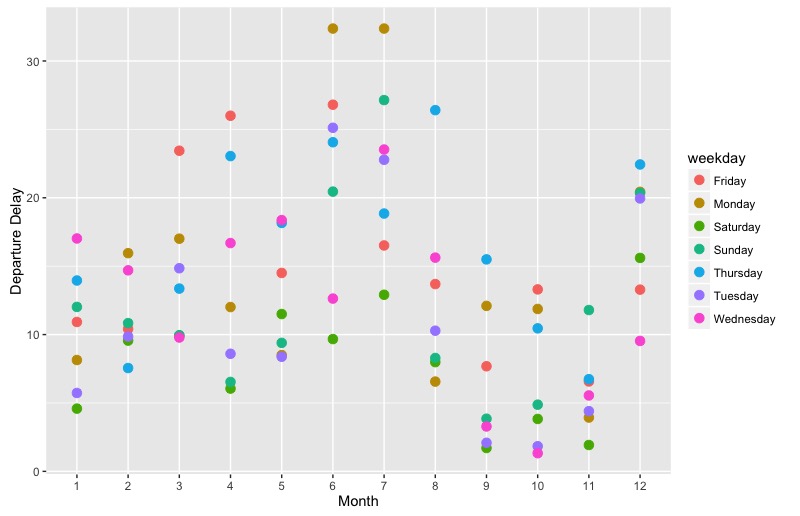 30
20
10
0
Departure Delay
1 2 3 4 5 6 7 8 9 10 11 12
Month
weekday
Friday
Monday
Saturday
Sunday
Thursday
Tuesday
Wednesday